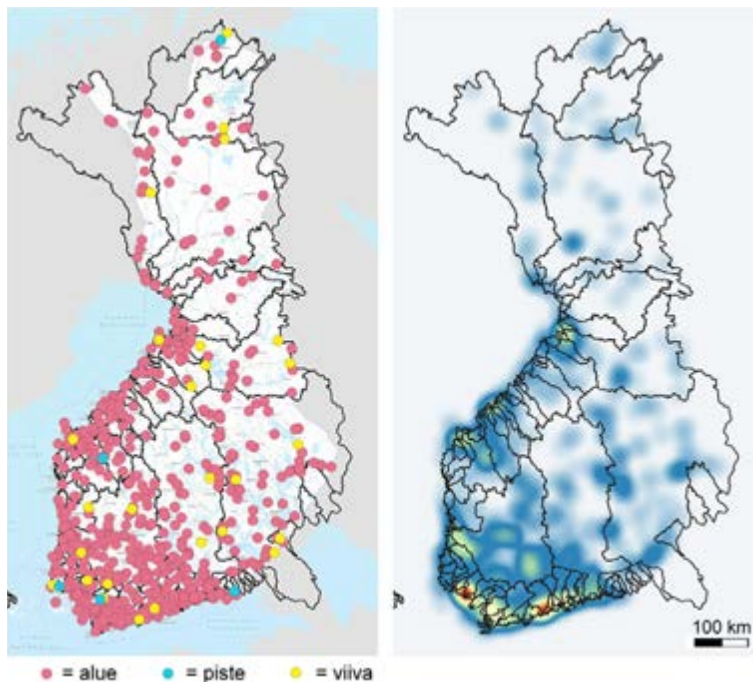 100 km
= alue = piste = viiva